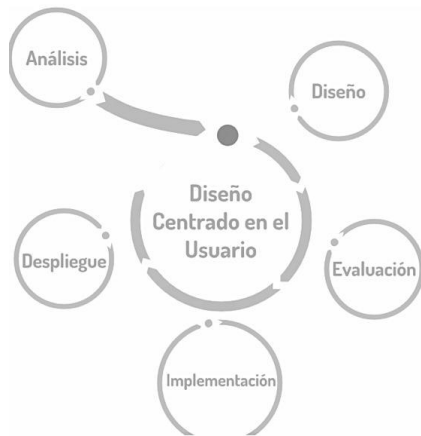 Análisis
Diseño
Diseño
Centrado en el
Usuario
Despliegue
Evaluación
Implementación